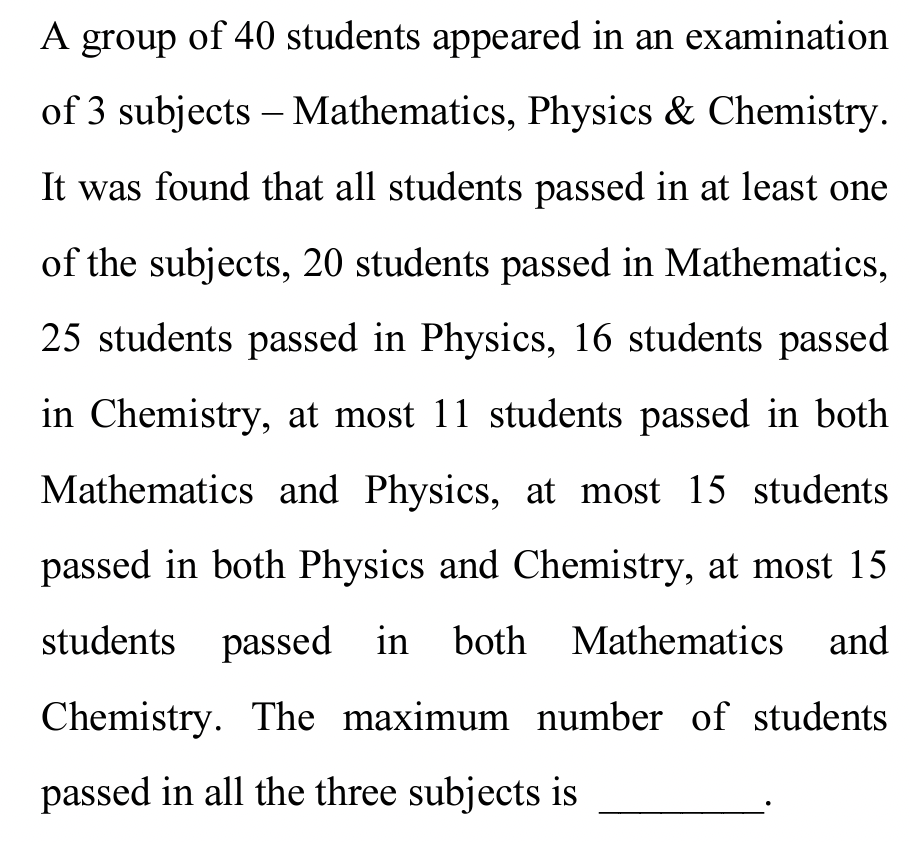 A group of 40 students appeared in an examination
of 3 subjects – Mathematics, Physics & Chemistry.
It was found that all students passed in at least one
of the subjects, 20 students passed in Mathematics,
25 students passed in Physics, 16 students passed
in Chemistry, at most 11 students passed in both
Mathematics and Physics, at most 15 students
passed in both Physics and Chemistry, at most 15
students passed in both Mathematics and
Chemistry. The maximum number of students
passed in all the three subjects is ________.